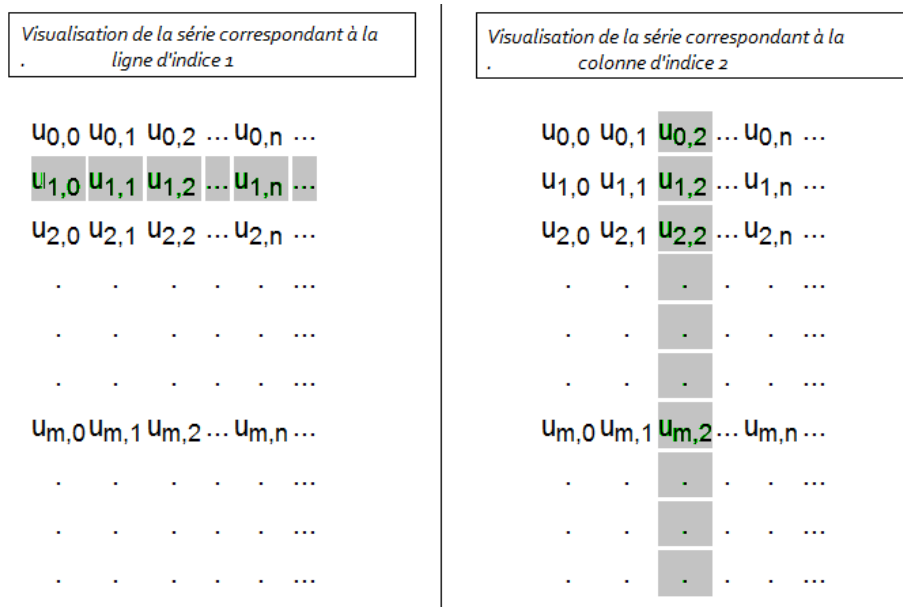 Visualisation de la série correspondant à la
. ligne d'indice 1
u0,0 u0,1 u0,2 ... u0,n ...
u1,0 u1,1 u1,2 ... u1,n ...
u2,0 u2,1 u2,2 ... u2,n ...
. . . . . ...
. . . . . ...
. . . . . ...
um,0 um,1 um,2 ... um,n ...
. . . . . ...
. . . . . ...
. . . . . ...
Visualisation de la série correspondant à la
. colonne d'indice 2
u0,0 u0,1 u0,2 ... u0,n ...
u1,0 u1,1 u1,2 ... u1,n ...
u2,0 u2,1 u2,2 ... u2,n ...
. . . . . ...
. . . . . ...
. . . . . ...
um,0 um,1 um,2 ... um,n ...
. . . . . ...
. . . . . ...
. . . . . ...